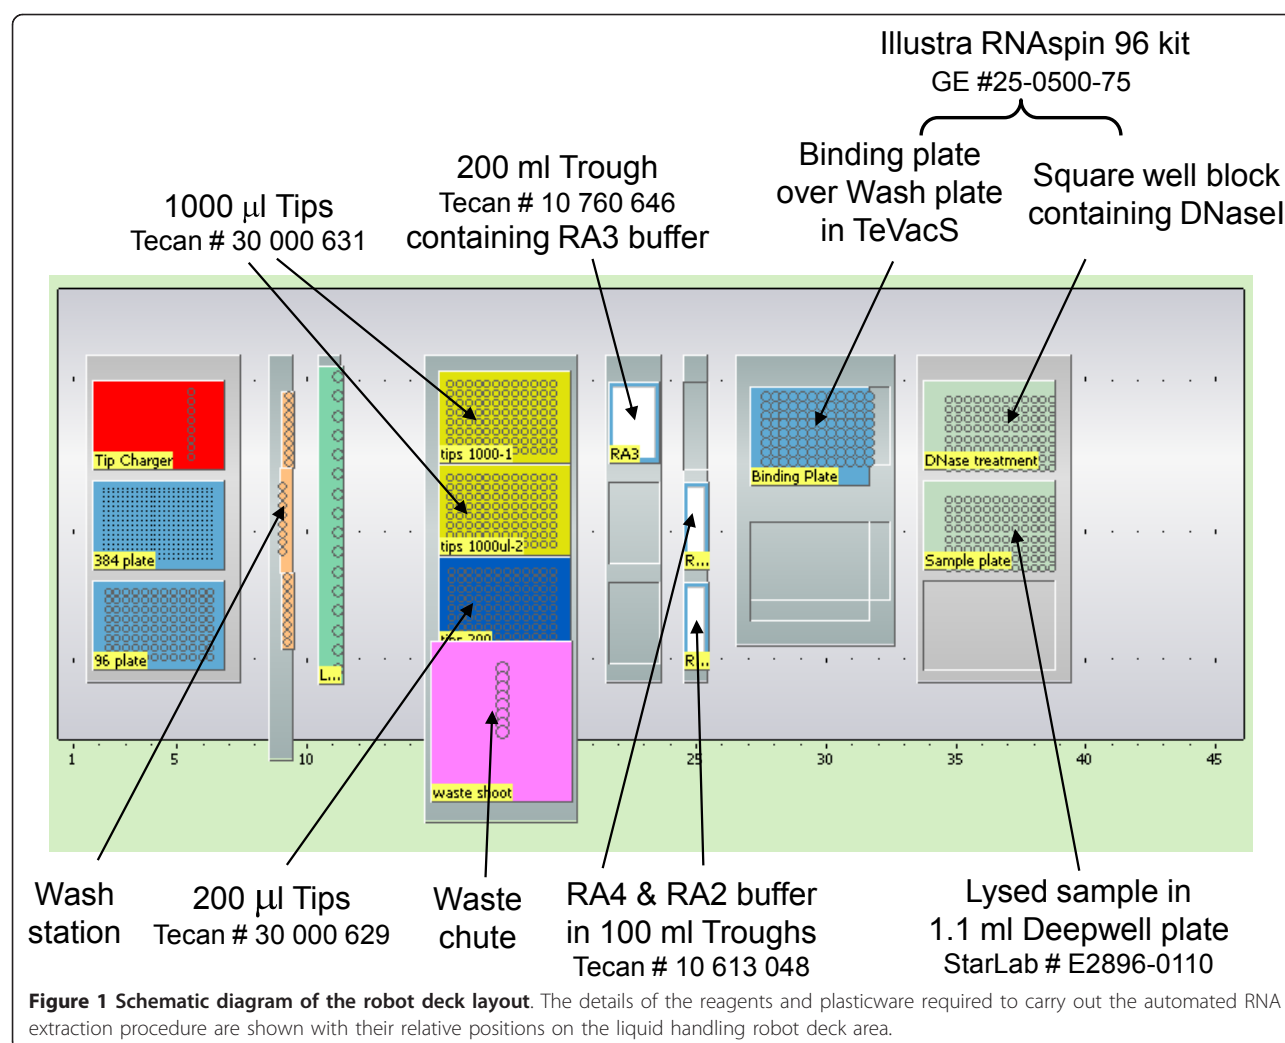 Illustra RNAspin 96 kit
GE #25-0500-75
Binding plate
over Wash plate
in TeVacS
Square well block
containing DNaseI
200 ml Trough
Tecan # 10 760 646
containing RA3 buffer
1000 µl Tips
Tecan # 30 000 631
Tip Charger
384 plate
96 plate
L...
tips 1000-1
tips 1000ul-2
tips 200
waste shoot
RA3
R...
R...
Binding Plate
DNase treatment
Sample plate
1
5
10
25
30
35
40
45
Wash
station
200 µl Tips
Tecan # 30 000 629
Waste
chute
RA4 & RA2 buffer
in 100 ml Troughs
Tecan # 10 613 048
Lysed sample in
1.1 ml Deepwell plate
StarLab # E2896-0110
Figure 1 Schematic diagram of the robot deck layout. The details of the reagents and plasticware required to carry out the automated RNA
extraction procedure are shown with their relative positions on the liquid handling robot deck area.